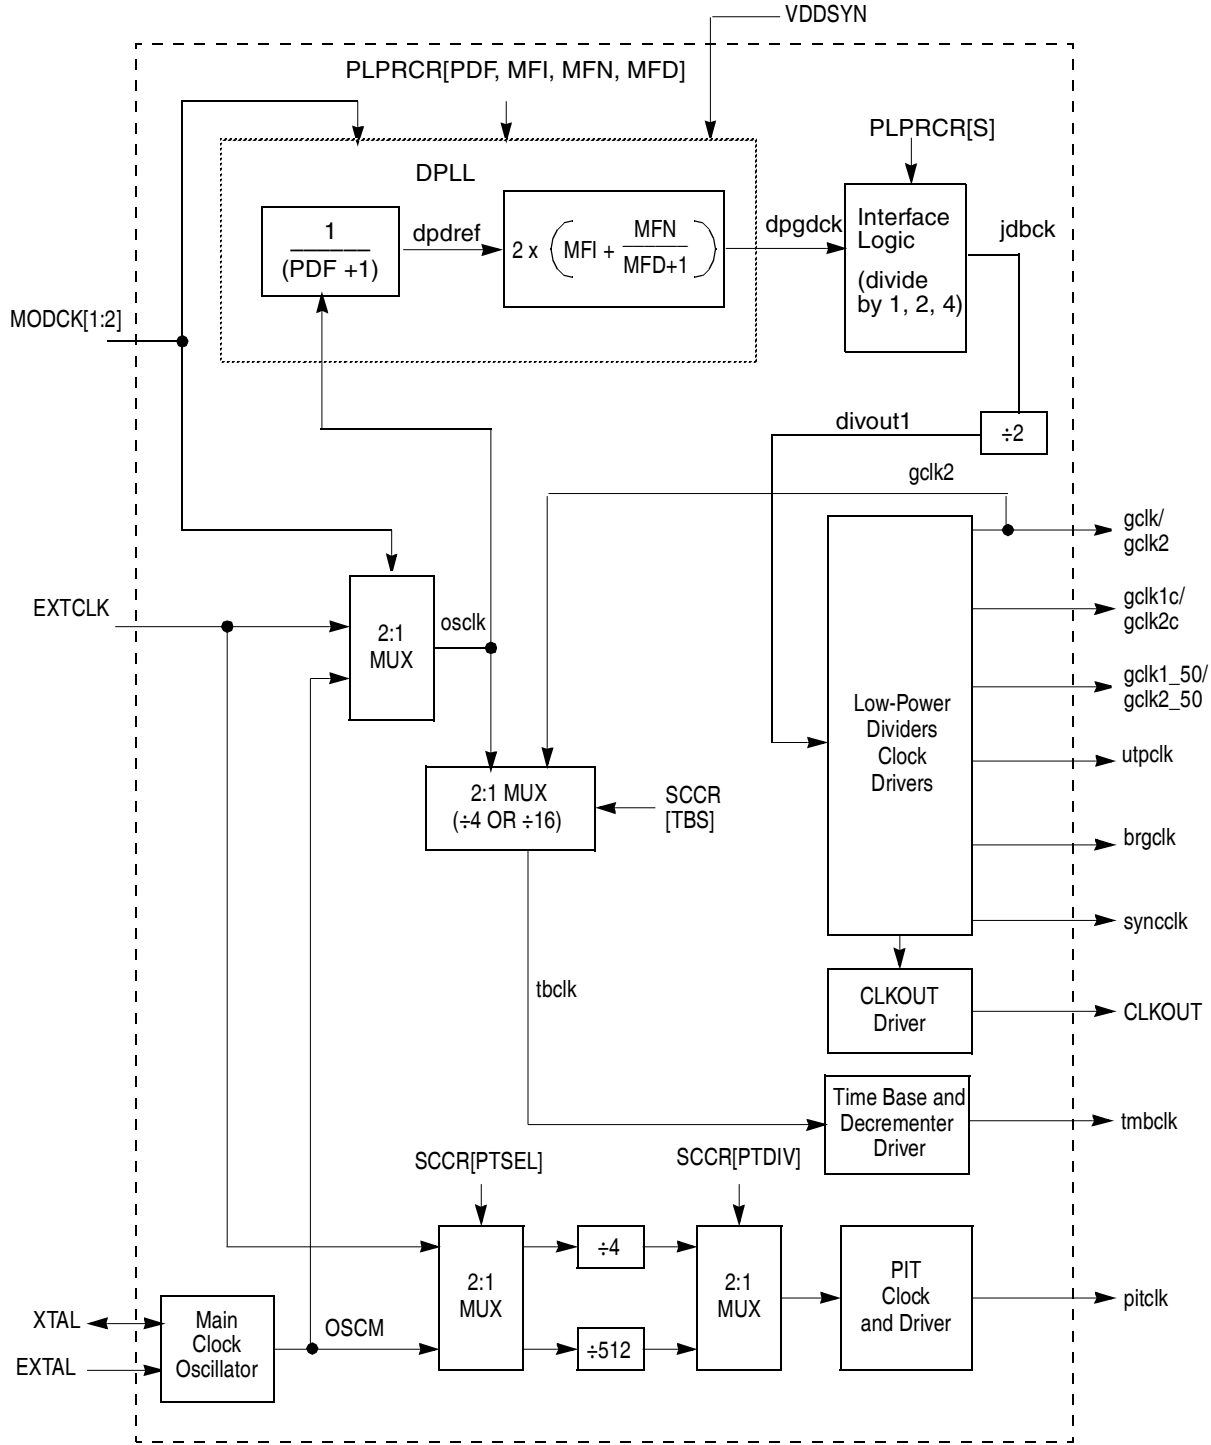 VDDSYN
PLPRCR[PDF, MFI, MFN, MFD]
PLPRCR[S]
DPLL
1
(PDF +1)
dpdref
2 x ( MFI + MFN
MFD+1 )
dpgdck
Interface
Logic
(divide
by 1, 2, 4)
jdbck
MODCK[1:2]
divout1
÷2
gclk2
gclk/
gclk2
EXTCLK
2:1
MUX
osclk
gclk1c/
gclk2c
gclk1_50/
gclk2_50
Low-Power
Dividers
Clock
Drivers
utpclk
2:1 MUX
(÷4 OR ÷16)
SCCR
[TBS]
brgclk
syncclk
tbclk
CLKOUT
Driver
CLKOUT
Time Base and
Decrementer
Driver
tmbclk
SCCR[PTSEL]
SCCR[PTDIV]
2:1
MUX
÷4
÷512
2:1
MUX
PIT
Clock
and Driver
pitclk
XTAL
EXTAL
Main
Clock
Oscillator
OSCM